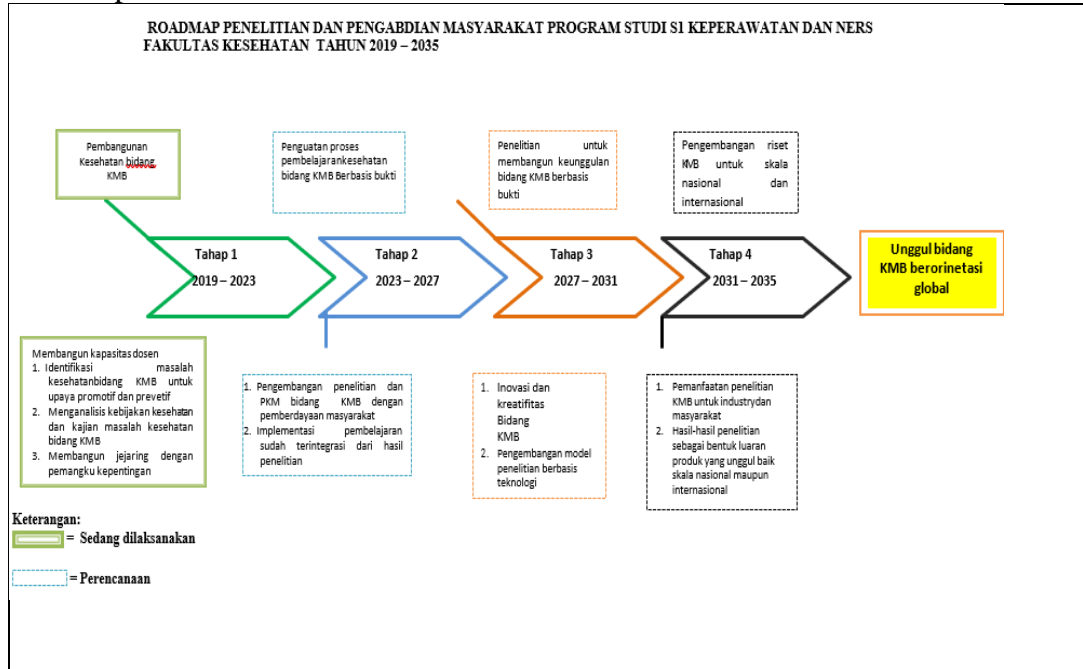 ROADMAP PENELITIAN DAN PENGABDIAN MASYARAKAT PROGRAM STUDI S1 KEPERAWATAN DAN NERS
FAKULTAS KESEHATAN TAHUN 2019 – 2035
Pembangunan
Kesehatan bidang
KMB
Penguatan proses
pembelajarankesehatan
bidang KMB Berbasis bukti
Penelitian untuk
membangun keunggulan
bidang KMB berbasis
bukti
Pengembangan riset
KMB untuk skala
nasional dan
internasional
Tahap 1
2019 – 2023
Tahap 2
2023 – 2027
Tahap 3
2027 – 2031
Tahap 4
2031 – 2035
Unggul bidang
KMB berorinetasi
global
Membangun kapasitas dosen
1. Identifikasi masalah
kesehatanbidang KMB untuk
upaya promotif dan prevetif
2. Menganalisis kebijakan kesehatan
dan kajian masalah kesehatan
bidang KMB
3. Membangun jejaring dengan
pemangku kepentingan
1. Pengembangan penelitian dan
PKM bidang KMB dengan
pemberdayaan masyarakat
2. Implementasi pembelajaran
sudah terintegrasi dari hasil
penelitian
1. Inovasi dan
kreatifitas
Bidang
KMB
2. Pengembangan model
penelitian berbasis
teknologi
1. Pemanfaatan penelitian
KMB untuk industrydan
masyarakat
2. Hasil-hasil penelitian
sebagai bentuk luaran
produk yang unggul baik
skala nasional maupun
internasional
Keterangan:
= Sedang dilaksanakan
= Perencanaan